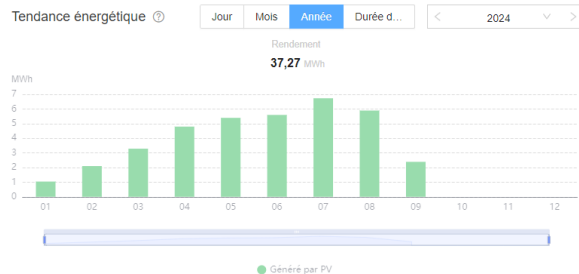 Tendance énergétique ?
Jour Mois Année Durée d...
< 2024 >
Rendement
37,27 MWh
MWh
7
6
5
4
3
2
1
0
01 02 03 04 05 06 07 08 09 10 11 12
Généré par PV